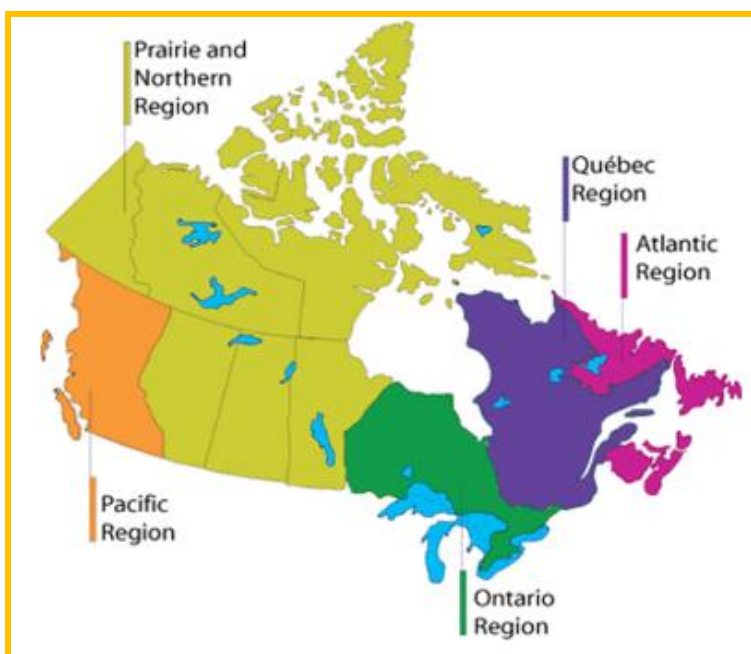 Prairie and
Northern
Region
Québec
Region
Atlantic
Region
Pacific
Region
Ontario
Region